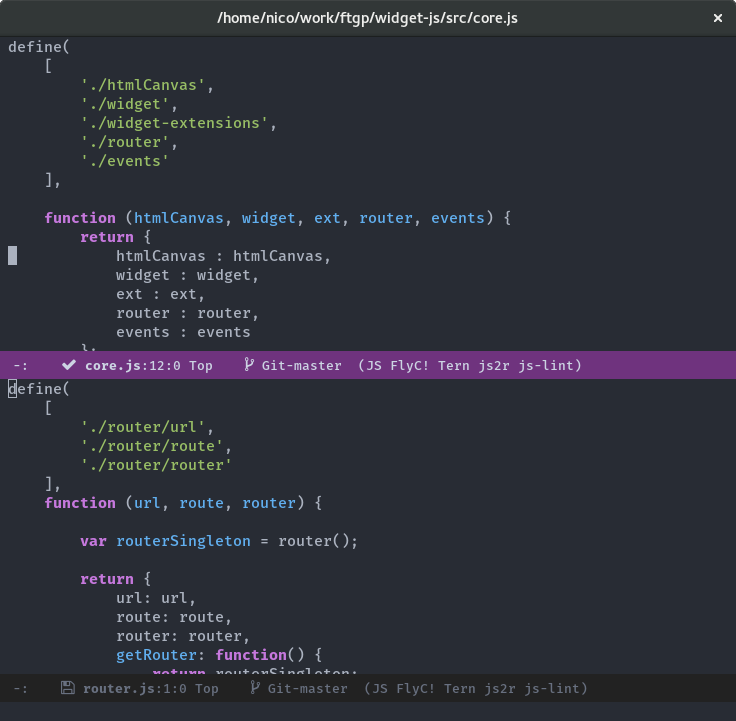 /home/nico/work/ftgp/widget-js/src/core.js ×
define(
    [
        './htmlCanvas',
        './widget',
        './widget-extensions',
        './router',
        './events'
    ],

    function (htmlCanvas, widget, ext, router, events) {
        return {
            htmlCanvas : htmlCanvas,
            widget : widget,
            ext : ext,
            router : router,
            events : events
        };
-: ✔ core.js:12:0 Top Git-master (JS FlyC! Tern js2r js-lint)
define(
    [
        './router/url',
        './router/route',
        './router/router'
    ],
    function (url, route, router) {

        var routerSingleton = router();

        return {
            url: url,
            route: route,
            router: router,
            getRouter: function() {
                return routerSingleton;
-: router.js:1:0 Top Git-master (JS FlyC! Tern js2r js-lint)